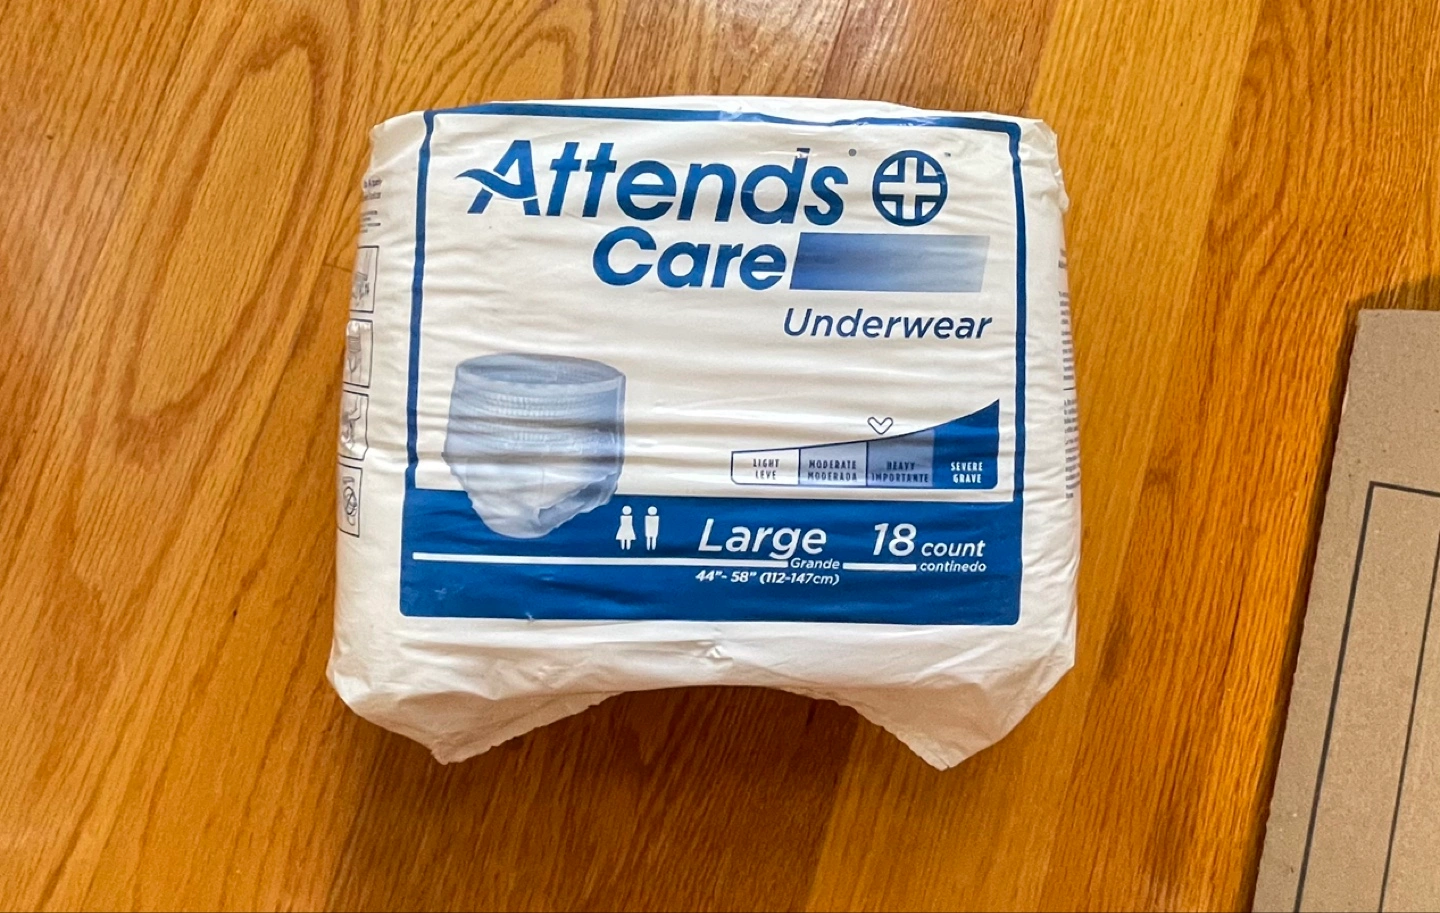 Attends®
Care
Underwear
LIGHT
LEVE
MODERATE
MODERADA
HEAVY
IMPORTANTE
SEVERE
GRAVE
Large
Grande
44"- 58" (112-147cm)
18 count
continedo